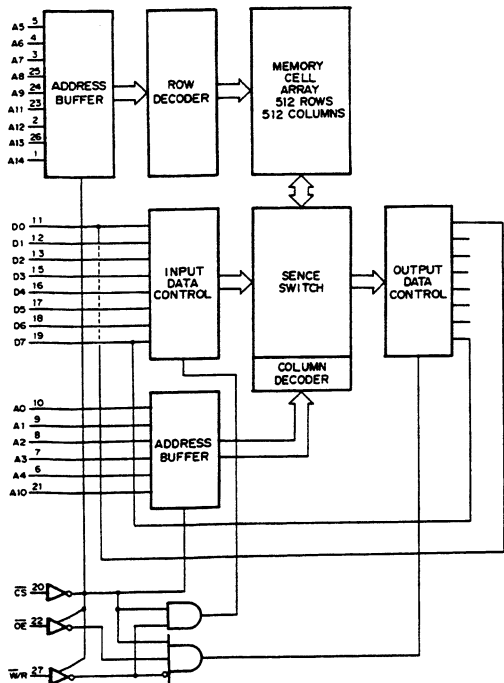 A5 5
A6 4
A7 3
A8 25
A9 24
A11 23
A12 2
A13 26
A14 1
ADDRESS
BUFFER
ROW
DECODER
MEMORY
CELL
ARRAY
512 ROWS
512 COLUMNS
D0 11
D1 12
D2 13
D3 15
D4 16
D5 17
D6 18
D7 19
INPUT
DATA
CONTROL
SENCE
SWITCH
COLUMN
DECODER
OUTPUT
DATA
CONTROL
A0 10
A1 9
A2 8
A3 7
A4 6
A10 21
ADDRESS
BUFFER
C̅S̅ 20
O̅E̅ 22
W̅/R 27